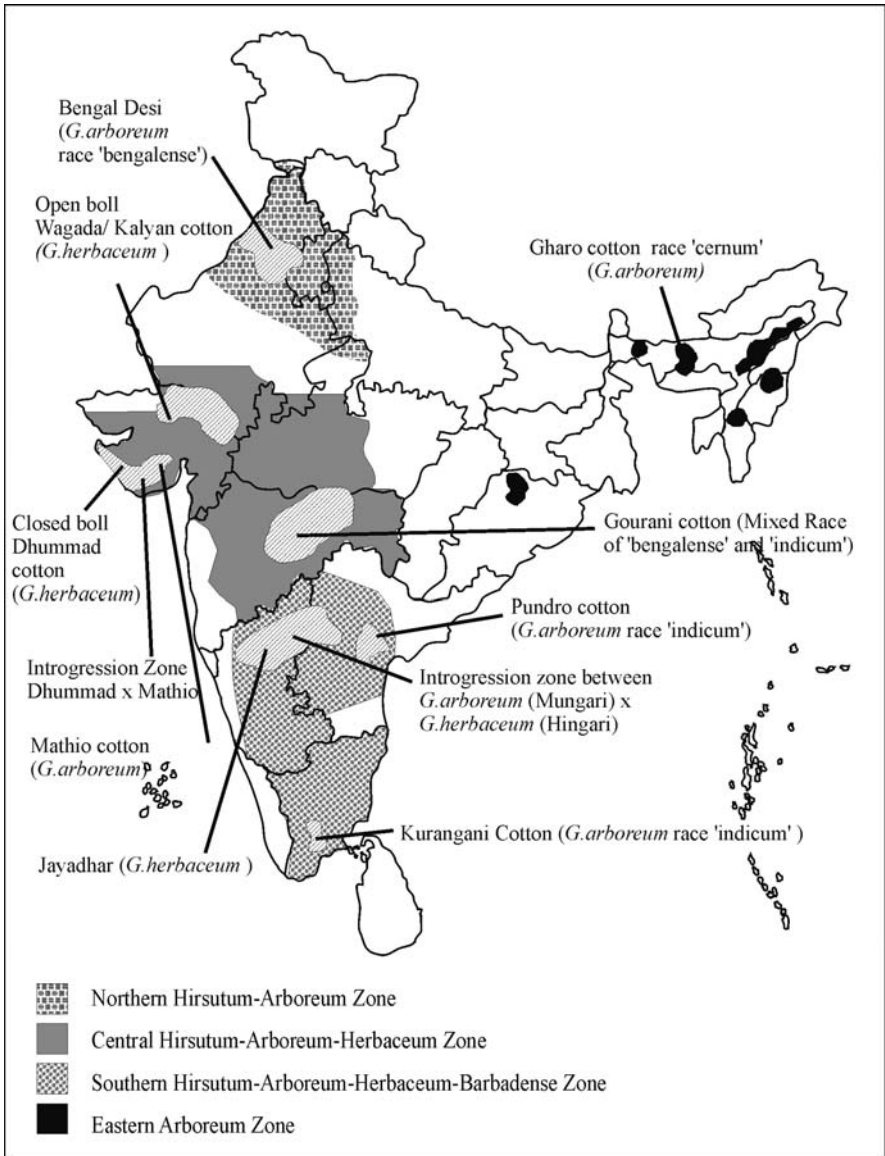 Bengal Desi
(G.arboreum
race 'bengalense')
Open boll
Wagada/ Kalyan cotton
(G.herbaceum )
Gharo cotton race 'cernum'
(G.arboreum)
Closed boll
Dhummad
cotton
(G.herbaceum)
Gourani cotton (Mixed Race
of 'bengalense' and 'indicum')
Pundro cotton
(G.arboreum race 'indicum')
Introgression Zone
Dhummad x Mathio
Introgression zone between
G.arboreum (Mungari) x
G.herbaceum (Hingari)
Mathio cotton
(G.arboreum)
Jayadhar (G.herbaceum )
Kurangani Cotton (G.arboreum race 'indicum' )
Northern Hirsutum-Arboreum Zone
Central Hirsutum-Arboreum-Herbaceum Zone
Southern Hirsutum-Arboreum-Herbaceum-Barbadense Zone
Eastern Arboreum Zone